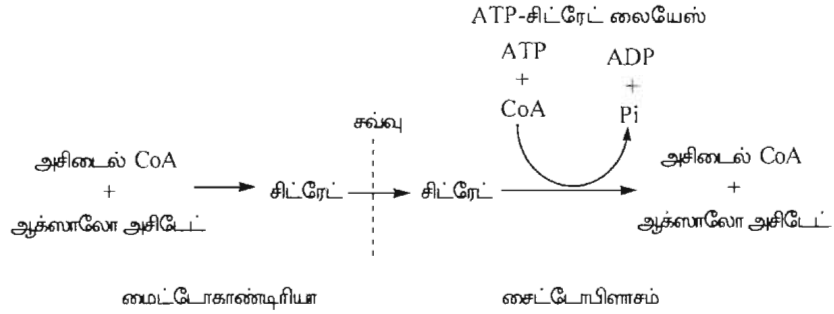 ATP-சிட்ரேட் லையேஸ்
ATP
+
CoA
ADP
+
Pi
சவ்வு
அசிடைல் CoA
+
ஆக்ஸாலோ அசிடேட்
சிட்ரேட்
சிட்ரேட்
அசிடைல் CoA
+
ஆக்ஸாலோ அசிடேட்
மைட்டோகாண்டிரியா
சைட்டோபிளாசம்